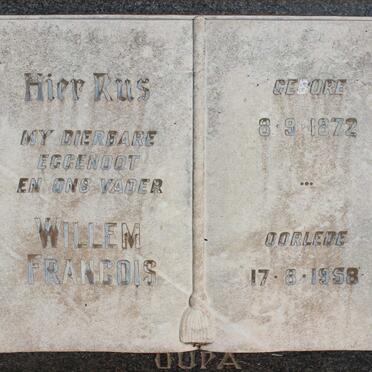 Hier Rus
MY DIERBARE
EGGENOOT
EN ONS VADER
WILLEM
FRANCOIS
GEBORE
8·9·1872
...
OORLEDE
17·8·1958
OUPA